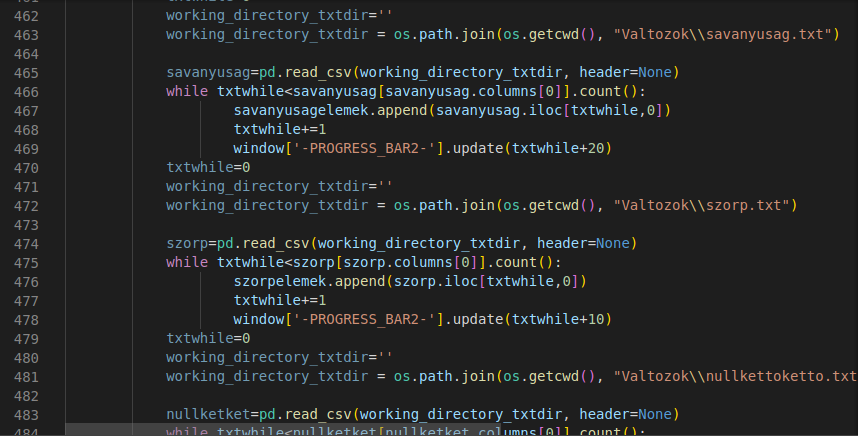 462 working_directory_txtdir=''
463 working_directory_txtdir = os.path.join(os.getcwd(), "Valtozok\\savanyusag.txt")
464
465 savanyusag=pd.read_csv(working_directory_txtdir, header=None)
466 while txtwhile<savanyusag[savanyusag.columns[0]].count():
467 savanyusagelemek.append(savanyusag.iloc[txtwhile,0])
468 txtwhile+=1
469 window['-PROGRESS_BAR2-'].update(txtwhile+20)
470 txtwhile=0
471 working_directory_txtdir=''
472 working_directory_txtdir = os.path.join(os.getcwd(), "Valtozok\\szorp.txt")
473
474 szorp=pd.read_csv(working_directory_txtdir, header=None)
475 while txtwhile<szorp[szorp.columns[0]].count():
476 szorpelemek.append(szorp.iloc[txtwhile,0])
477 txtwhile+=1
478 window['-PROGRESS_BAR2-'].update(txtwhile+10)
479 txtwhile=0
480 working_directory_txtdir=''
481 working_directory_txtdir = os.path.join(os.getcwd(), "Valtozok\\nullkettoketto.txt
482
483 nullketket=pd.read_csv(working_directory_txtdir, header=None)
484 while txtwhile<nullketket[nullketket.columns[0]].count():